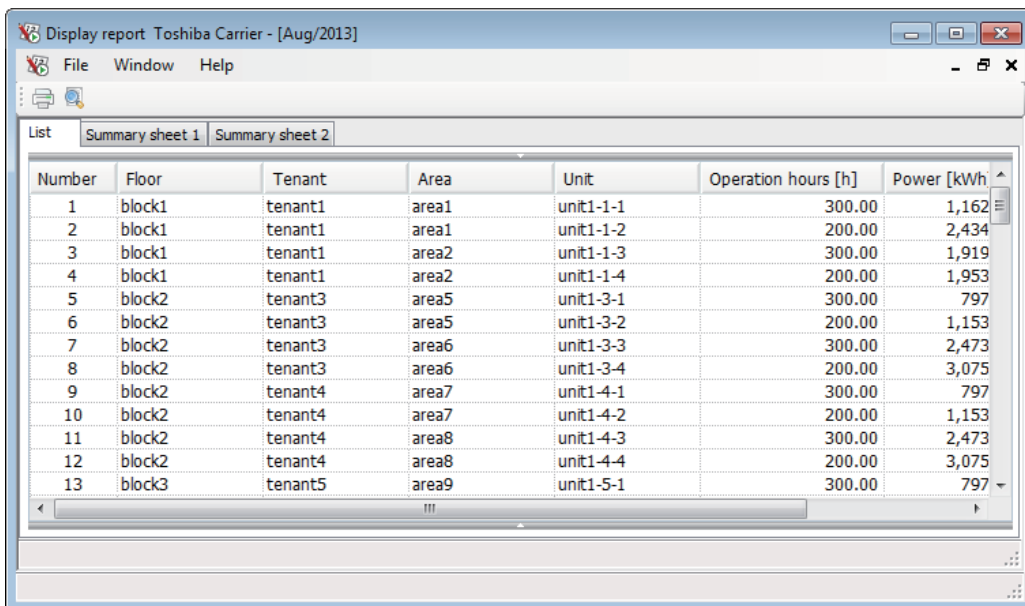 Display report Toshiba Carrier - [Aug/2013]
File Window Help
List Summary sheet 1 Summary sheet 2
Number Floor Tenant Area Unit Operation hours [h] Power [kWh
1 block1 tenant1 area1 unit1-1-1 300.00 1,162
2 block1 tenant1 area1 unit1-1-2 200.00 2,434
3 block1 tenant1 area2 unit1-1-3 300.00 1,919
4 block1 tenant1 area2 unit1-1-4 200.00 1,953
5 block2 tenant3 area5 unit1-3-1 300.00 797
6 block2 tenant3 area5 unit1-3-2 200.00 1,153
7 block2 tenant3 area6 unit1-3-3 300.00 2,473
8 block2 tenant3 area6 unit1-3-4 200.00 3,075
9 block2 tenant4 area7 unit1-4-1 300.00 797
10 block2 tenant4 area7 unit1-4-2 200.00 1,153
11 block2 tenant4 area8 unit1-4-3 300.00 2,473
12 block2 tenant4 area8 unit1-4-4 200.00 3,075
13 block3 tenant5 area9 unit1-5-1 300.00 797